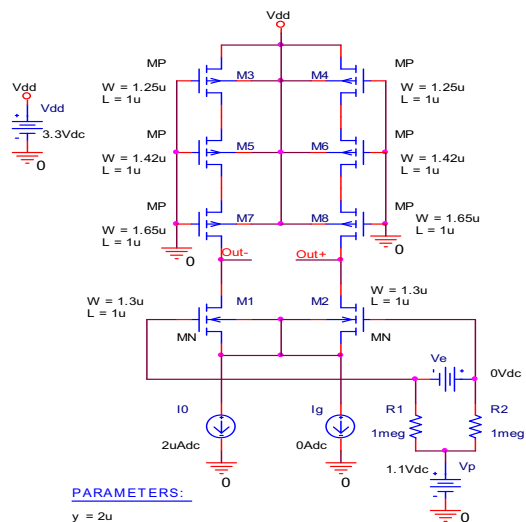 Vdd
MP
M3
M4
MP
W = 1.25u
L = 1u
W = 1.25u
L = 1u
Vdd
Vdd
3.3Vdc
0
MP
M5
M6
MP
W = 1.42u
L = 1u
W = 1.42u
L = 1u
MP
M7
M8
MP
W = 1.65u
L = 1u
W = 1.65u
L = 1u
0
0
Out-
Out+
W = 1.3u
L = 1u
M1
M2
W = 1.3u
L = 1u
MN
MN
Ve
0Vdc
I0
2uAdc
0
Ig
0Adc
0
R1
1meg
R2
1meg
1.1Vdc
Vp
0
PARAMETERS:
y = 2u